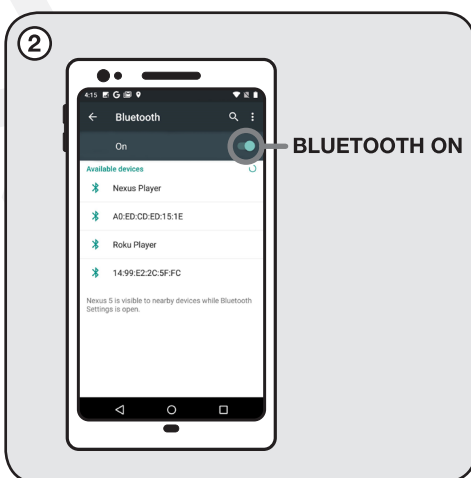 2
4:15
Bluetooth
On
BLUETOOTH ON
Available devices
Nexus Player
A0:ED:CD:ED:15:1E
Roku Player
14:99:E2:2C:5F:FC
Nexus 5 is visible to nearby devices while Bluetooth
Settings is open.